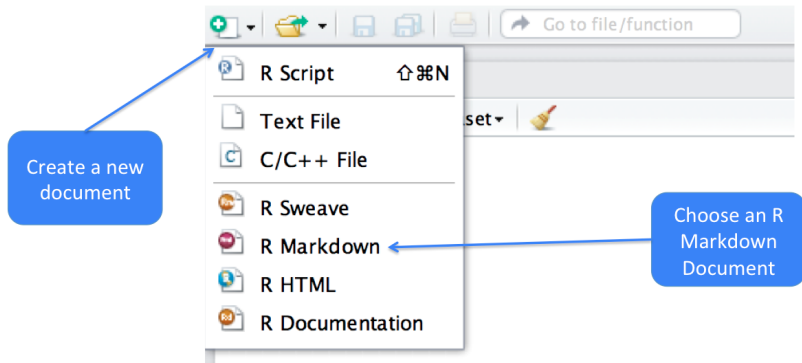 Go to file/function
R Script ⇧⌘N
Text File
set
C/C++ File
Create a new
document
R Sweave
R Markdown
Choose an R
Markdown
Document
R HTML
R Documentation